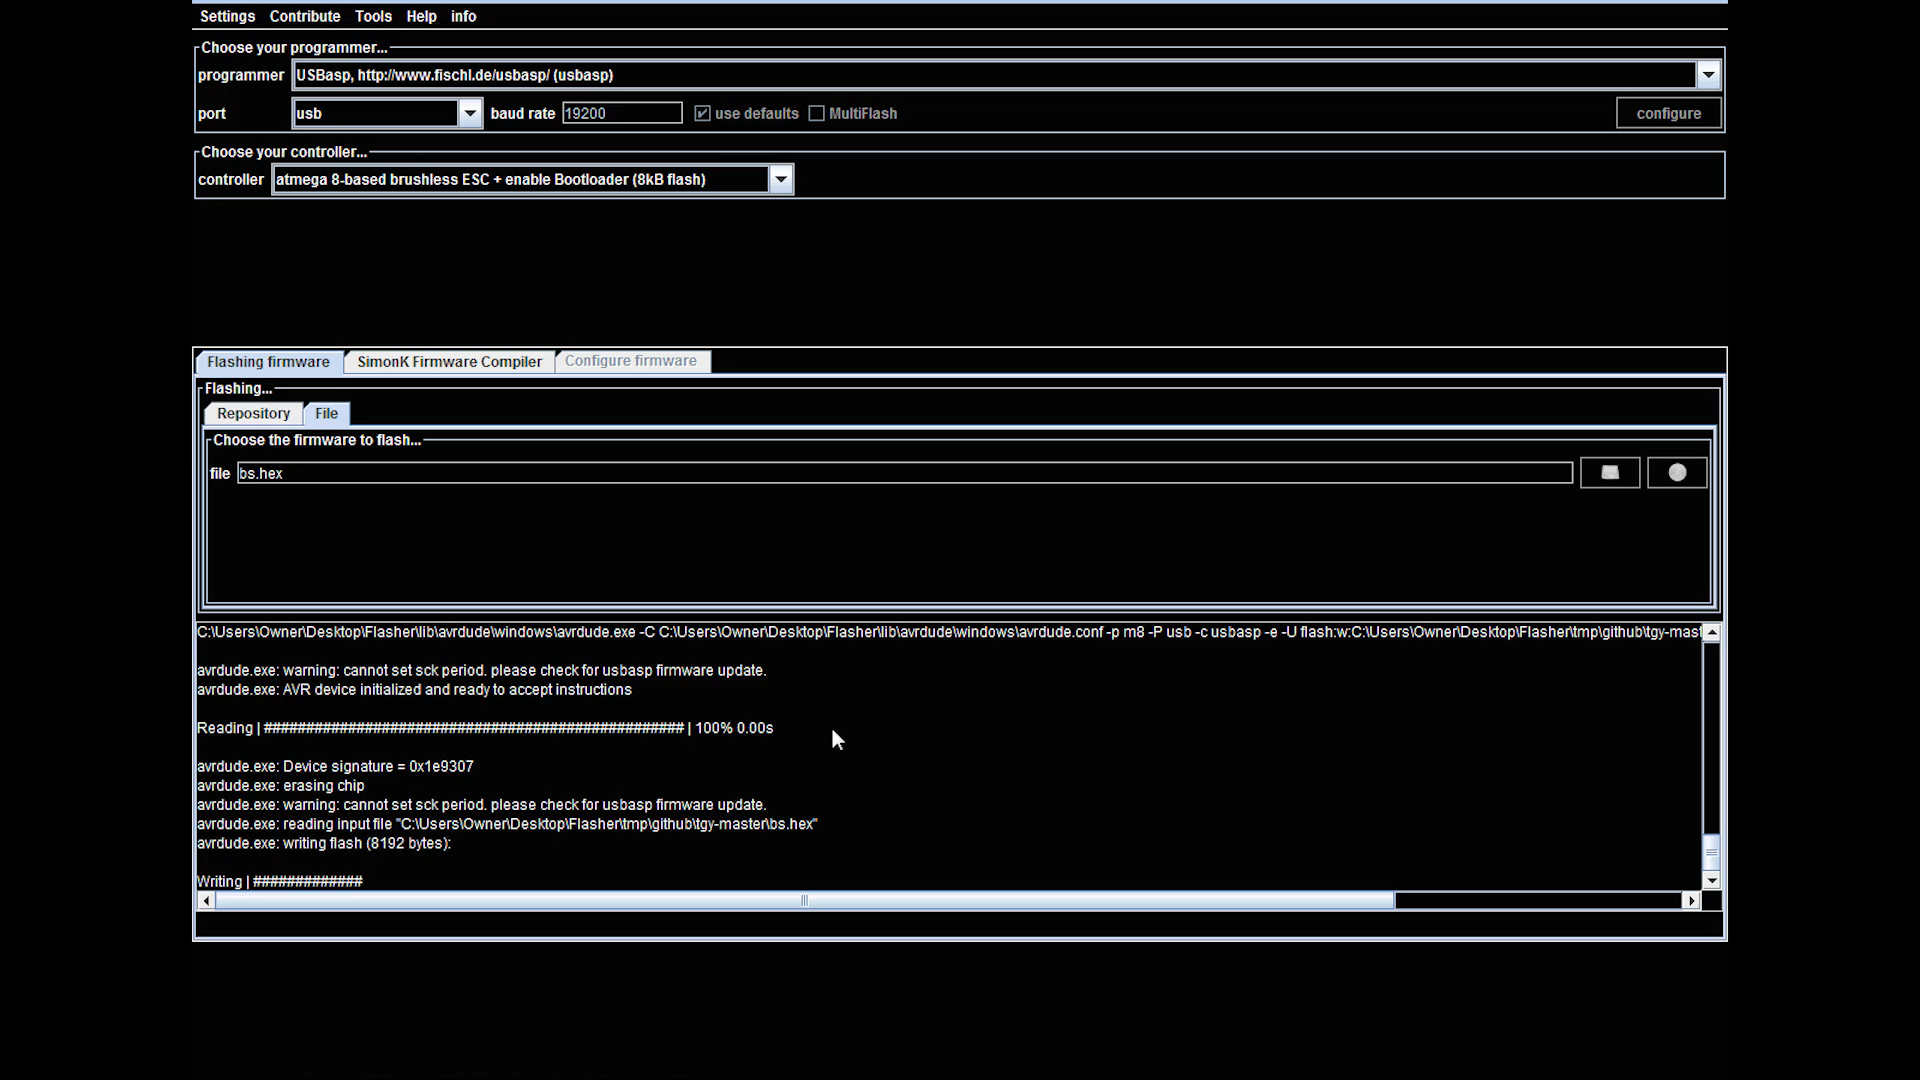 Settings Contribute Tools Help info
Choose your programmer...
programmer USBasp, http://www.fischl.de/usbasp/ (usbasp)
port usb baud rate 19200 use defaults MultiFlash configure
Choose your controller...
controller atmega 8-based brushless ESC + enable Bootloader (8kB flash)
Flashing firmware SimonK Firmware Compiler Configure firmware
Flashing...
Repository File
Choose the firmware to flash...
file bs.hex
C:\Users\Owner\Desktop\Flasher\lib\avrdude\windows\avrdude.exe -C C:\Users\Owner\Desktop\Flasher\lib\avrdude\windows\avrdude.conf -p m8 -P usb -c usbasp -e -U flash:w:C:\Users\Owner\Desktop\Flasher\tmp\github\tgy-mast
avrdude.exe: warning: cannot set sck period. please check for usbasp firmware update.
avrdude.exe: AVR device initialized and ready to accept instructions
Reading | ################################################## | 100% 0.00s
avrdude.exe: Device signature = 0x1e9307
avrdude.exe: erasing chip
avrdude.exe: warning: cannot set sck period. please check for usbasp firmware update.
avrdude.exe: reading input file "C:\Users\Owner\Desktop\Flasher\tmp\github\tgy-master\bs.hex"
avrdude.exe: writing flash (8192 bytes):
Writing | #############